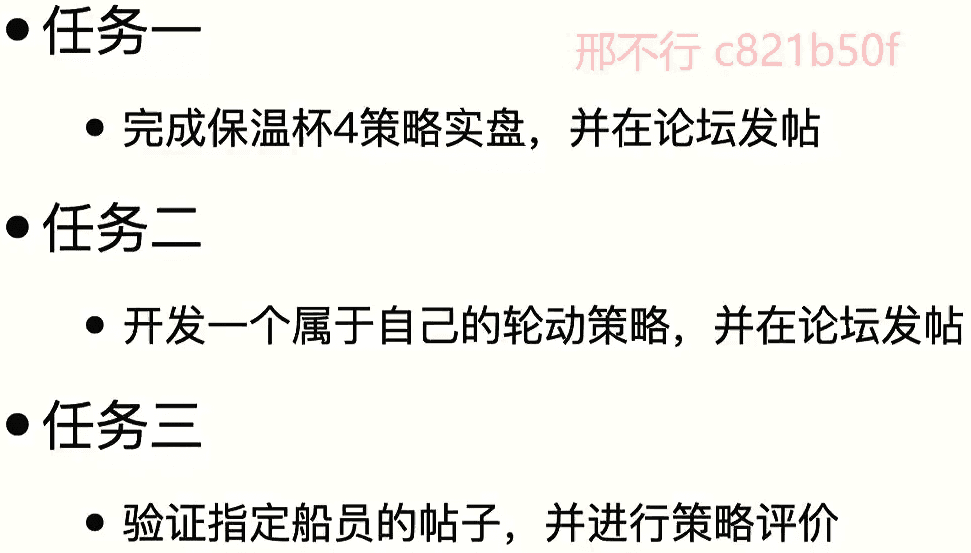 任务一
邢不行 c821b50f
完成保温杯4策略实盘，并在论坛发帖
任务二
开发一个属于自己的轮动策略，并在论坛发帖
任务三
验证指定船员的帖子，并进行策略评价